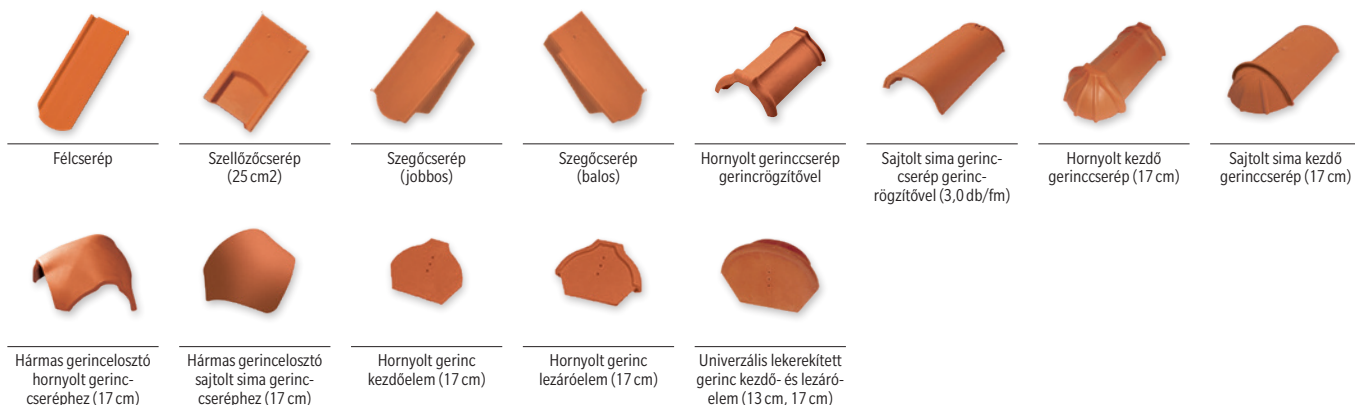 Félcserép
Szellőzőcserép
(25 cm2)
Szegőcserép
(jobbos)
Szegőcserép
(balos)
Hornyolt gerinccserép
gerincrögzítővel
Sajtolt sima gerinc-
cserép gerinc-
rögzítővel (3,0 db/fm)
Hornyolt kezdő
gerinccserép (17 cm)
Sajtolt sima kezdő
gerinccserép (17 cm)
Hármas gerincelosztó
hornyolt gerinc-
cseréphez (17 cm)
Hármas gerincelosztó
sajtolt sima gerinc-
cseréphez (17 cm)
Hornyolt gerinc
kezdőelem (17 cm)
Hornyolt gerinc
lezáróelem (17 cm)
Univerzális lekerekített
gerinc kezdő- és lezáró-
elem (13 cm, 17 cm)